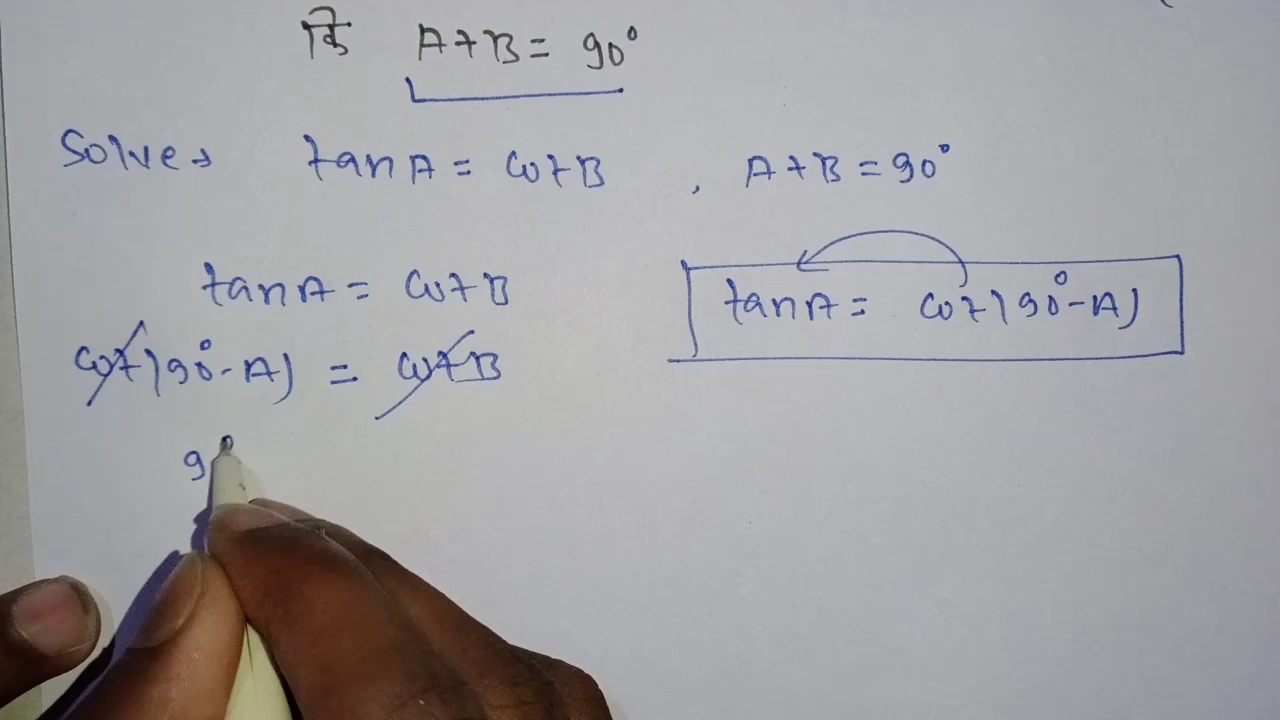 कि A+B = 90°
Solve→ tanA = cotB , A+B = 90°
tanA = cotB
tanA = cot(90°-A)
cot(90°-A) = cotB
9